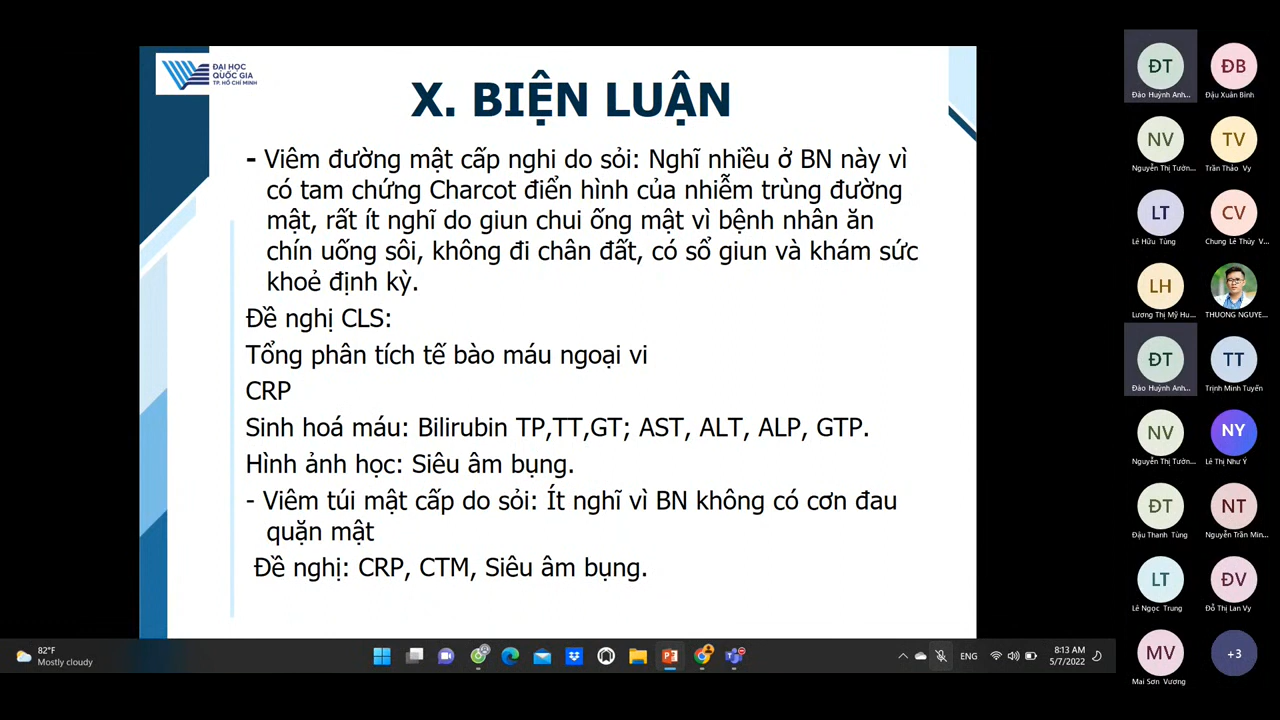 ĐẠI HỌC
QUỐC GIA
TP. HỒ CHÍ MINH
X. BIỆN LUẬN
- Viêm đường mật cấp nghi do sỏi: Nghĩ nhiều ở BN này vì
có tam chứng Charcot điển hình của nhiễm trùng đường
mật, rất ít nghĩ do giun chui ống mật vì bệnh nhân ăn
chín uống sôi, không đi chân đất, có sổ giun và khám sức
khoẻ định kỳ.
Đề nghị CLS:
Tổng phân tích tế bào máu ngoại vi
CRP
Sinh hoá máu: Bilirubin TP,TT,GT; AST, ALT, ALP, GTP.
Hình ảnh học: Siêu âm bụng.
- Viêm túi mật cấp do sỏi: Ít nghĩ vì BN không có cơn đau
quặn mật
Đề nghị: CRP, CTM, Siêu âm bụng.
ĐT
ĐB
Đào Huỳnh Anh...
Đậu Xuân Bình
NV
TV
Nguyễn Thị Tườn...
Trần Thảo Vy
LT
CV
Lê Hữu Tùng
Chung Lê Thùy V...
LH
Lương Thị Mỹ Hu...
THUONG NGUYE...
ĐT
TT
Đào Huỳnh Anh...
Trịnh Minh Tuyến
NV
NY
Nguyễn Thị Tườn...
Lê Thị Như Ý
ĐT
NT
Đậu Thanh Tùng
Nguyễn Trần Min...
LT
ĐV
Lê Ngọc Trung
Đỗ Thị Lan Vy
MV
+3
Mai Sơn Vương
82°F
Mostly cloudy
ENG
8:13 AM
5/7/2022